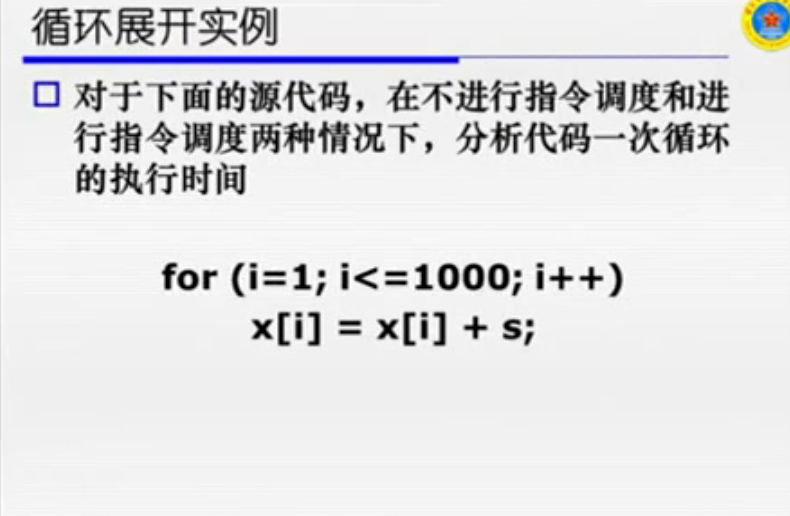 循环展开实例
对于下面的源代码，在不进行指令调度和进
行指令调度两种情况下，分析代码一次循环
的执行时间
for (i=1; i<=1000; i++)
x[i] = x[i] + s;